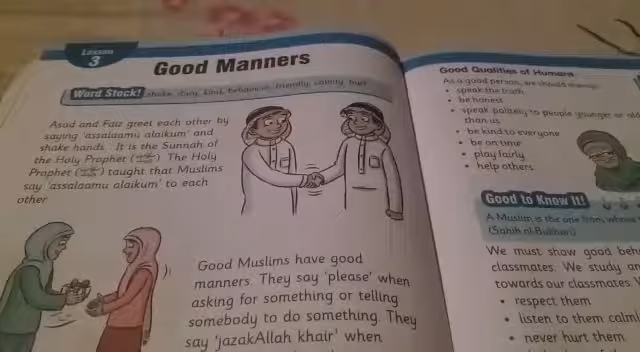 Lesson
3
Good Manners
Word Stock! shake, deny, kind, behaviour, friendly, calmly, hurt
Asad and Faiz greet each other by
saying 'assalaamu alaikum' and
shake hands. It is the Sunnah of
the Holy Prophet (ﷺ) The Holy
Prophet (ﷺ) taught that Muslims
say 'assalaamu alaikum' to each
other
Good Muslims have good
manners. They say 'please' when
asking for something or telling
somebody to do something. They
say 'jazakAllah khair' when
Good Qualities of Humans
As a good person, we should always:
• speak the truth
• be honest
• speak politely to people younger or
than us
• be kind to everyone
• be on time
• play fairly
• help others
Good to Know It!
A Muslim is the one from whose
(Sahih al-Bukhari)
We must show good
classmates. We study
towards our classmates.
• respect them
• listen to them
• never hurt them